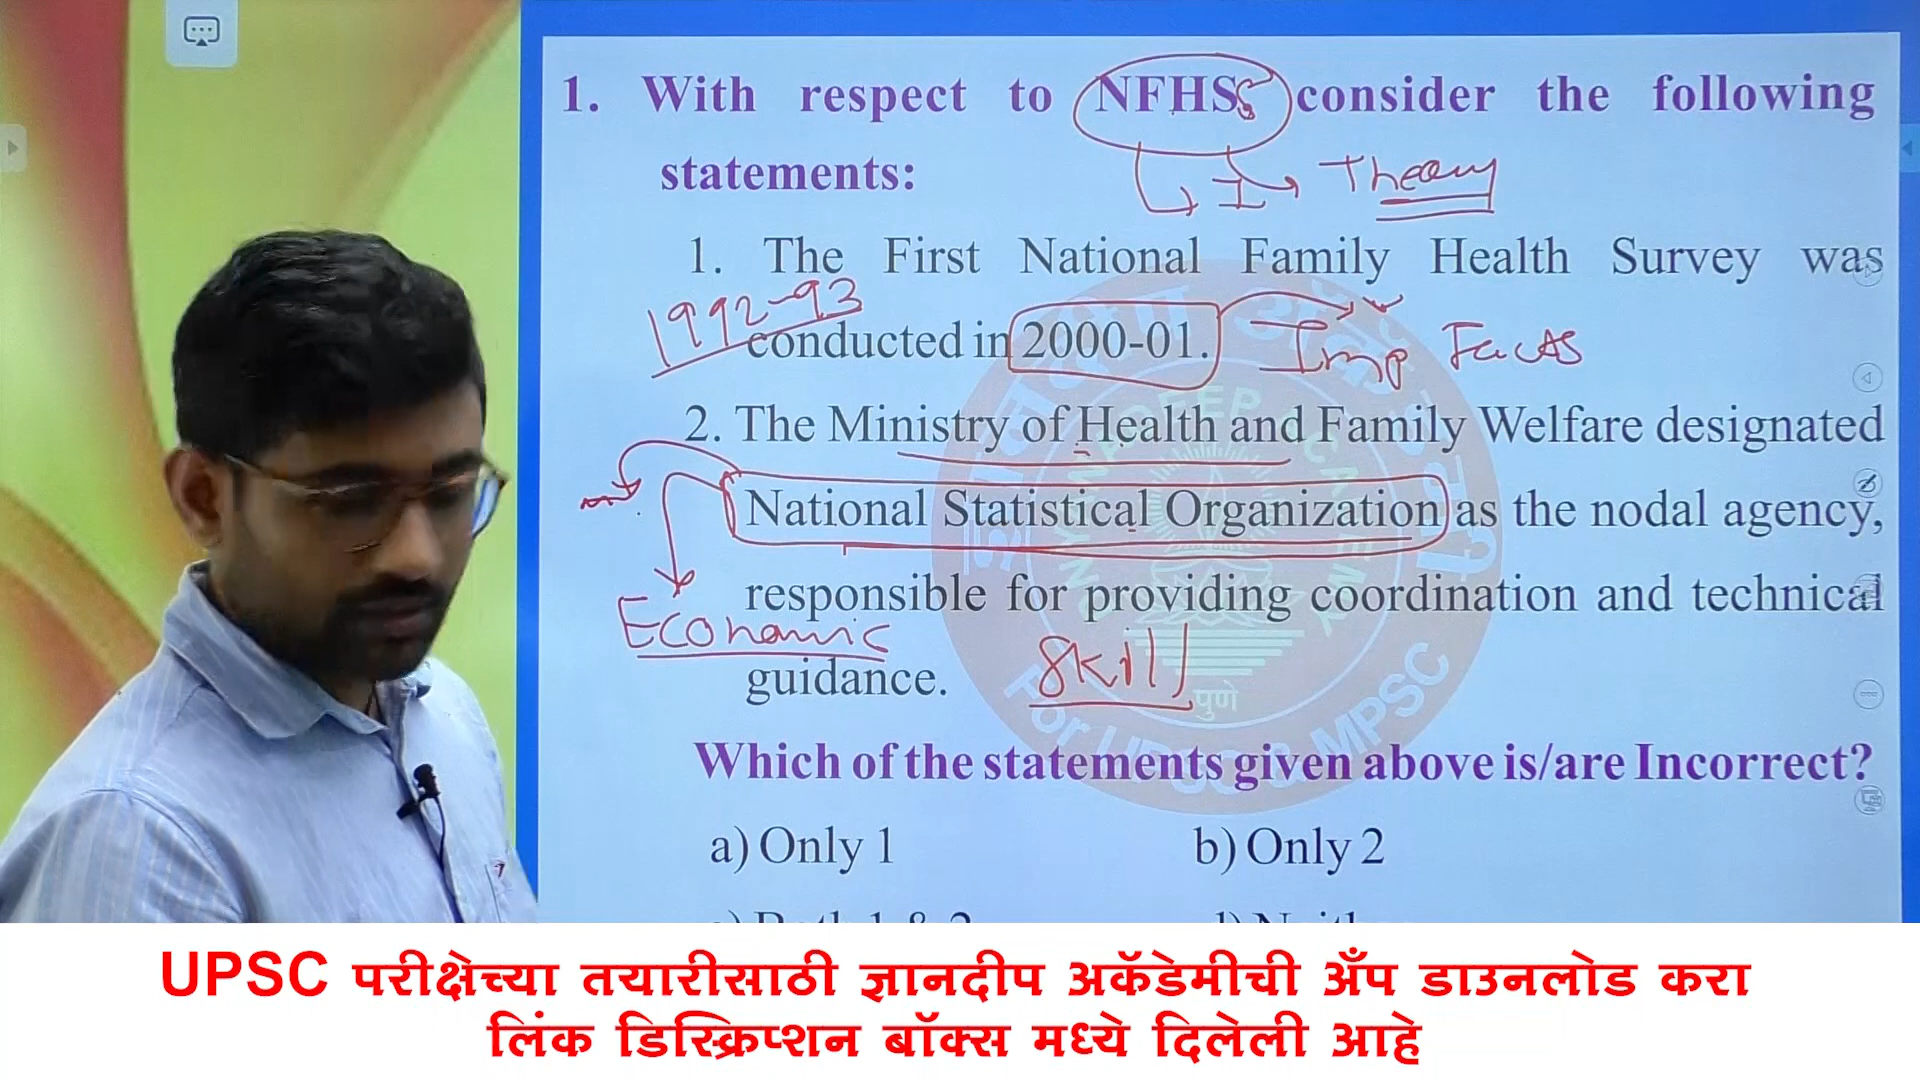 1. With respect to NFHS consider the following
statements:
I Theory
1. The First National Family Health Survey was
1992-93
conducted in 2000-01. Imp Facts
2. The Ministry of Health and Family Welfare designated
National Statistical Organization as the nodal agency,
responsible for providing coordination and technical
Economic
guidance. Skill
पुणे
For UPSC & MPSC
Which of the statements given above is/are Incorrect?
a) Only 1 b) Only 2
UPSC परीक्षेच्या तयारीसाठी ज्ञानदीप अकॅडेमीची अँप डाउनलोड करा
लिंक डिस्क्रिप्शन बॉक्स मध्ये दिलेली आहे